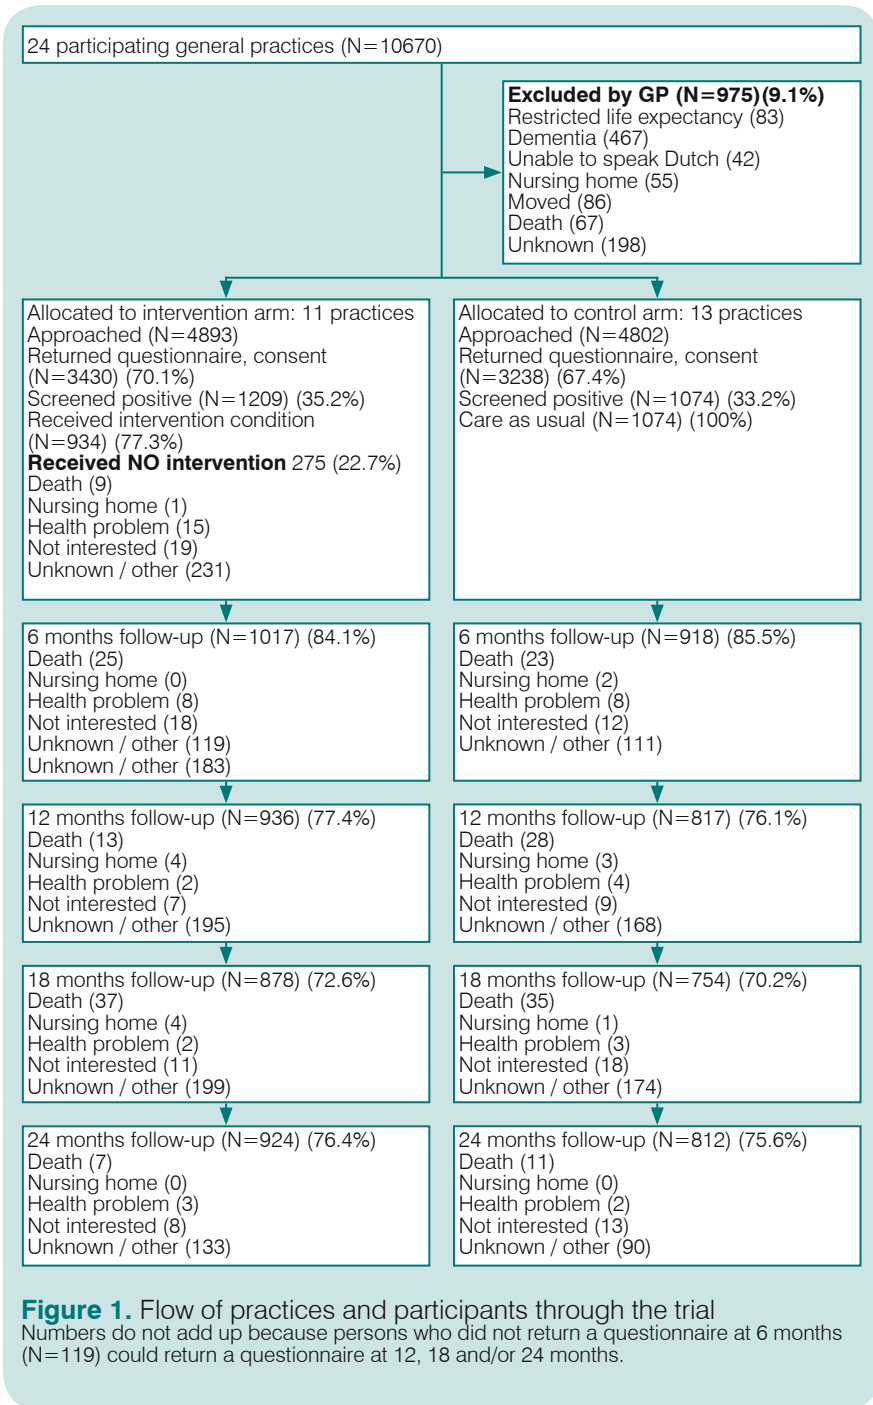 24 participating general practices (N=10670)
Excluded by GP (N=975)(9.1%)
Restricted life expectancy (83)
Dementia (467)
Unable to speak Dutch (42)
Nursing home (55)
Moved (86)
Death (67)
Unknown (198)
Allocated to intervention arm: 11 practices
Approached (N=4893)
Returned questionnaire, consent
(N=3430) (70.1%)
Screened positive (N=1209) (35.2%)
Received intervention condition
(N=934) (77.3%)
Received NO intervention 275 (22.7%)
Death (9)
Nursing home (1)
Health problem (15)
Not interested (19)
Unknown / other (231)
Allocated to control arm: 13 practices
Approached (N=4802)
Returned questionnaire, consent
(N=3238) (67.4%)
Screened positive (N=1074) (33.2%)
Care as usual (N=1074) (100%)
6 months follow-up (N=1017) (84.1%)
Death (25)
Nursing home (0)
Health problem (8)
Not interested (18)
Unknown / other (119)
Unknown / other (183)
6 months follow-up (N=918) (85.5%)
Death (23)
Nursing home (2)
Health problem (8)
Not interested (12)
Unknown / other (111)
12 months follow-up (N=936) (77.4%)
Death (13)
Nursing home (4)
Health problem (2)
Not interested (7)
Unknown / other (195)
12 months follow-up (N=817) (76.1%)
Death (28)
Nursing home (3)
Health problem (4)
Not interested (9)
Unknown / other (168)
18 months follow-up (N=878) (72.6%)
Death (37)
Nursing home (4)
Health problem (2)
Not interested (11)
Unknown / other (199)
18 months follow-up (N=754) (70.2%)
Death (35)
Nursing home (1)
Health problem (3)
Not interested (18)
Unknown / other (174)
24 months follow-up (N=924) (76.4%)
Death (7)
Nursing home (0)
Health problem (3)
Not interested (8)
Unknown / other (133)
24 months follow-up (N=812) (75.6%)
Death (11)
Nursing home (0)
Health problem (2)
Not interested (13)
Unknown / other (90)
Figure 1. Flow of practices and participants through the trial
Numbers do not add up because persons who did not return a questionnaire at 6 months
(N=119) could return a questionnaire at 12, 18 and/or 24 months.